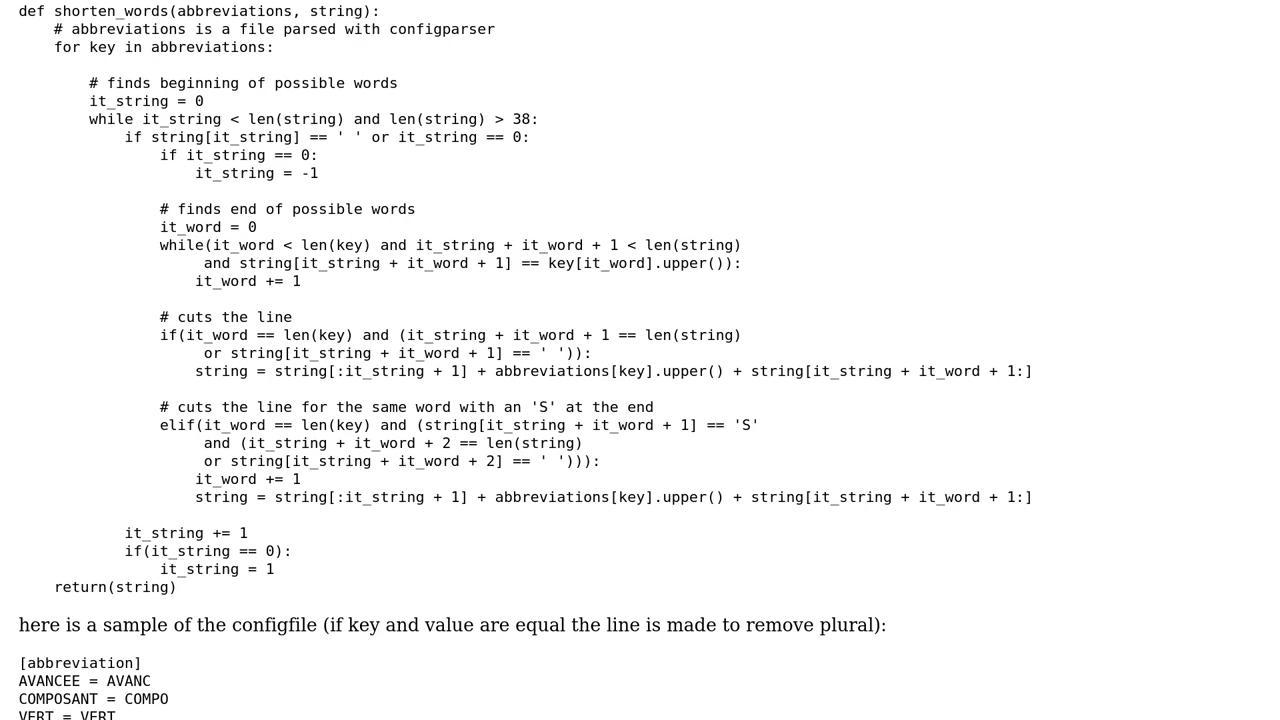 def shorten_words(abbreviations, string):
    # abbreviations is a file parsed with configparser
    for key in abbreviations:

        # finds beginning of possible words
        it_string = 0
        while it_string < len(string) and len(string) > 38:
            if string[it_string] == ' ' or it_string == 0:
                if it_string == 0:
                    it_string = -1

                # finds end of possible words
                it_word = 0
                while(it_word < len(key) and it_string + it_word + 1 < len(string)
                     and string[it_string + it_word + 1] == key[it_word].upper()):
                    it_word += 1

                # cuts the line
                if(it_word == len(key) and (it_string + it_word + 1 == len(string)
                     or string[it_string + it_word + 1] == ' ')):
                    string = string[:it_string + 1] + abbreviations[key].upper() + string[it_string + it_word + 1:]

                # cuts the line for the same word with an 'S' at the end
                elif(it_word == len(key) and (string[it_string + it_word + 1] == 'S'
                     and (it_string + it_word + 2 == len(string)
                     or string[it_string + it_word + 2] == ' '))):
                    it_word += 1
                    string = string[:it_string + 1] + abbreviations[key].upper() + string[it_string + it_word + 1:]

            it_string += 1
            if(it_string == 0):
                it_string = 1
    return(string)

here is a sample of the configfile (if key and value are equal the line is made to remove plural):

[abbreviation]
AVANCEE = AVANC
COMPOSANT = COMPO
VERT = VERT